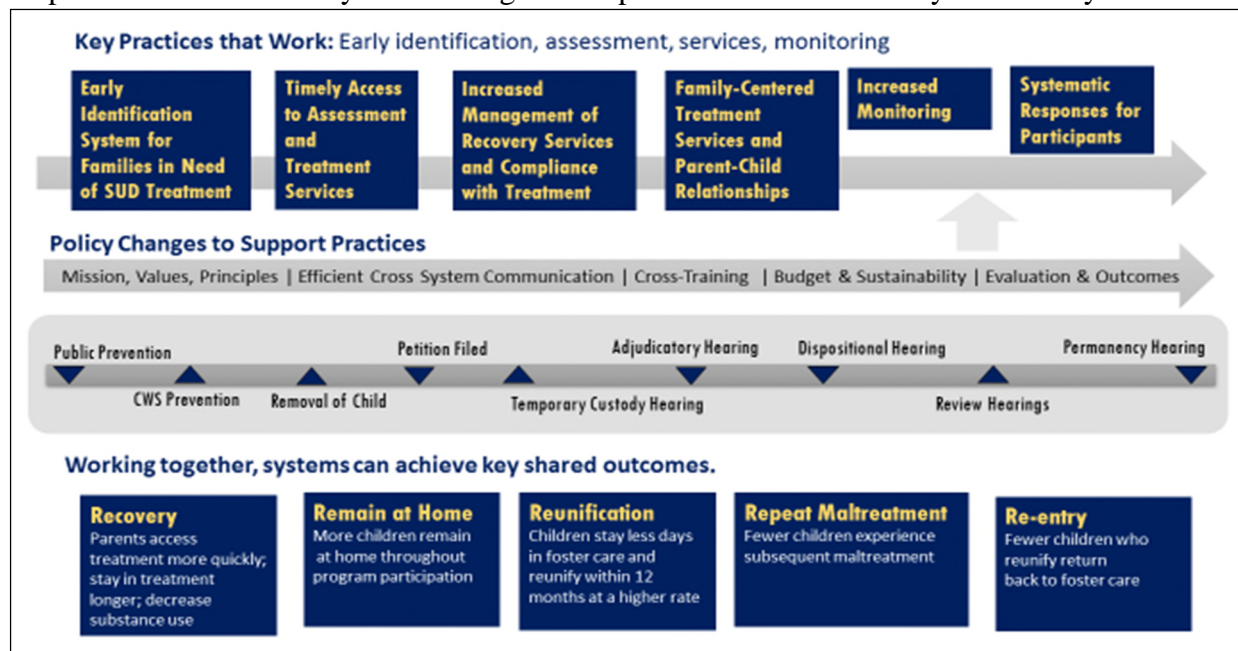 Key Practices that Work: Early identification, assessment, services, monitoring
Early
Identification
System for
Families in Need
of SUD Treatment
Timely Access
to Assessment
and
Treatment
Services
Increased
Management of
Recovery Services
and Compliance
with Treatment
Family-Centered
Treatment
Services and
Parent-Child
Relationships
Increased
Monitoring
Systematic
Responses for
Participants
Policy Changes to Support Practices
Mission, Values, Principles | Efficient Cross System Communication | Cross-Training | Budget & Sustainability | Evaluation & Outcomes
Public Prevention
CWS Prevention
Removal of Child
Petition Filed
Temporary Custody Hearing
Adjudicatory Hearing
Dispositional Hearing
Review Hearings
Permanency Hearing
Working together, systems can achieve key shared outcomes.
Recovery
Parents access
treatment more quickly;
stay in treatment
longer; decrease
substance use
Remain at Home
More children remain
at home throughout
program participation
Reunification
Children stay less days
in foster care and
reunify within 12
months at a higher rate
Repeat Maltreatment
Fewer children experience
subsequent maltreatment
Re-entry
Fewer children who
reunify return
back to foster care